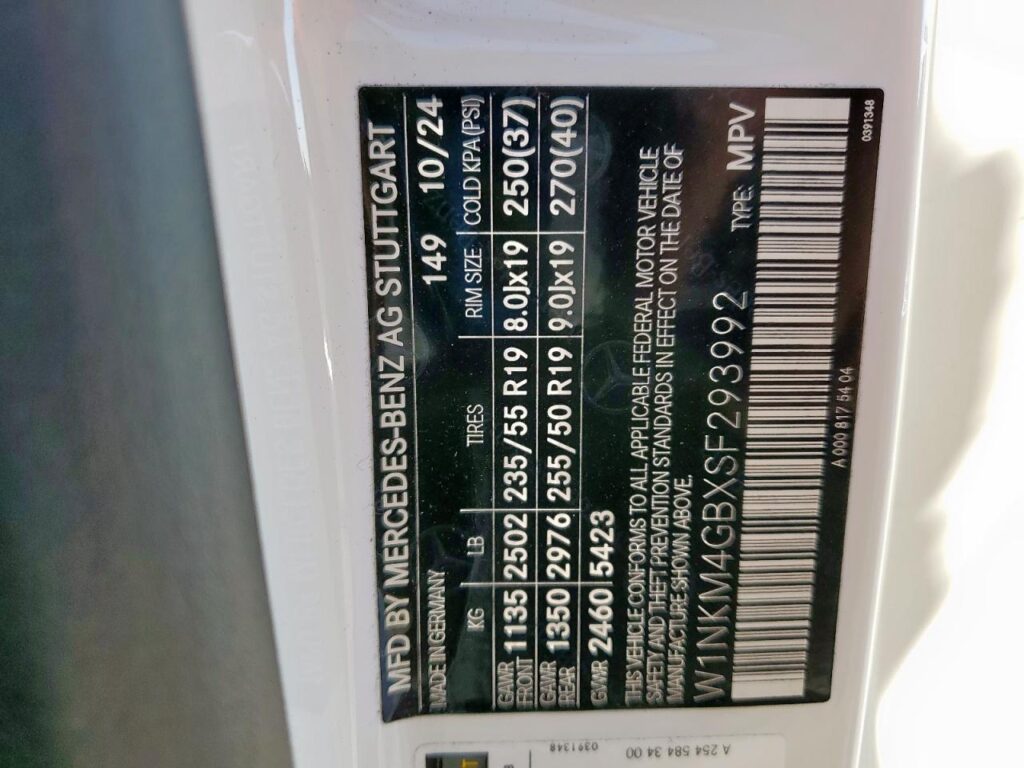 MFD BY MERCEDES-BENZ AG STUTTGART
MADE IN GERMANY 149 10/24
KG LB TIRES RIM SIZE COLD KPA(PSI)
GAWR FRONT 1135 2502 235/55 R19 8.0Jx19 250(37)
GAWR REAR 1350 2976 255/50 R19 9.0Jx19 270(40)
GVWR 2460 5423
THIS VEHICLE CONFORMS TO ALL APPLICABLE FEDERAL MOTOR VEHICLE
SAFETY AND THEFT PREVENTION STANDARDS IN EFFECT ON THE DATE OF
MANUFACTURE SHOWN ABOVE.
W1NKM4GBXSF293992 TYPE: MPV
A 000 817 54 04 0391348
A 254 584 34 00
0391348